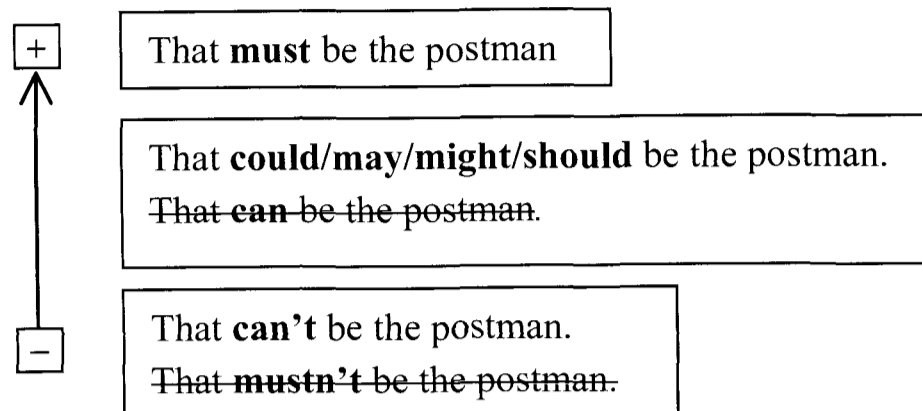 +
That must be the postman
That could/may/might/should be the postman.
That can be the postman.
That can't be the postman.
That mustn't be the postman.
−